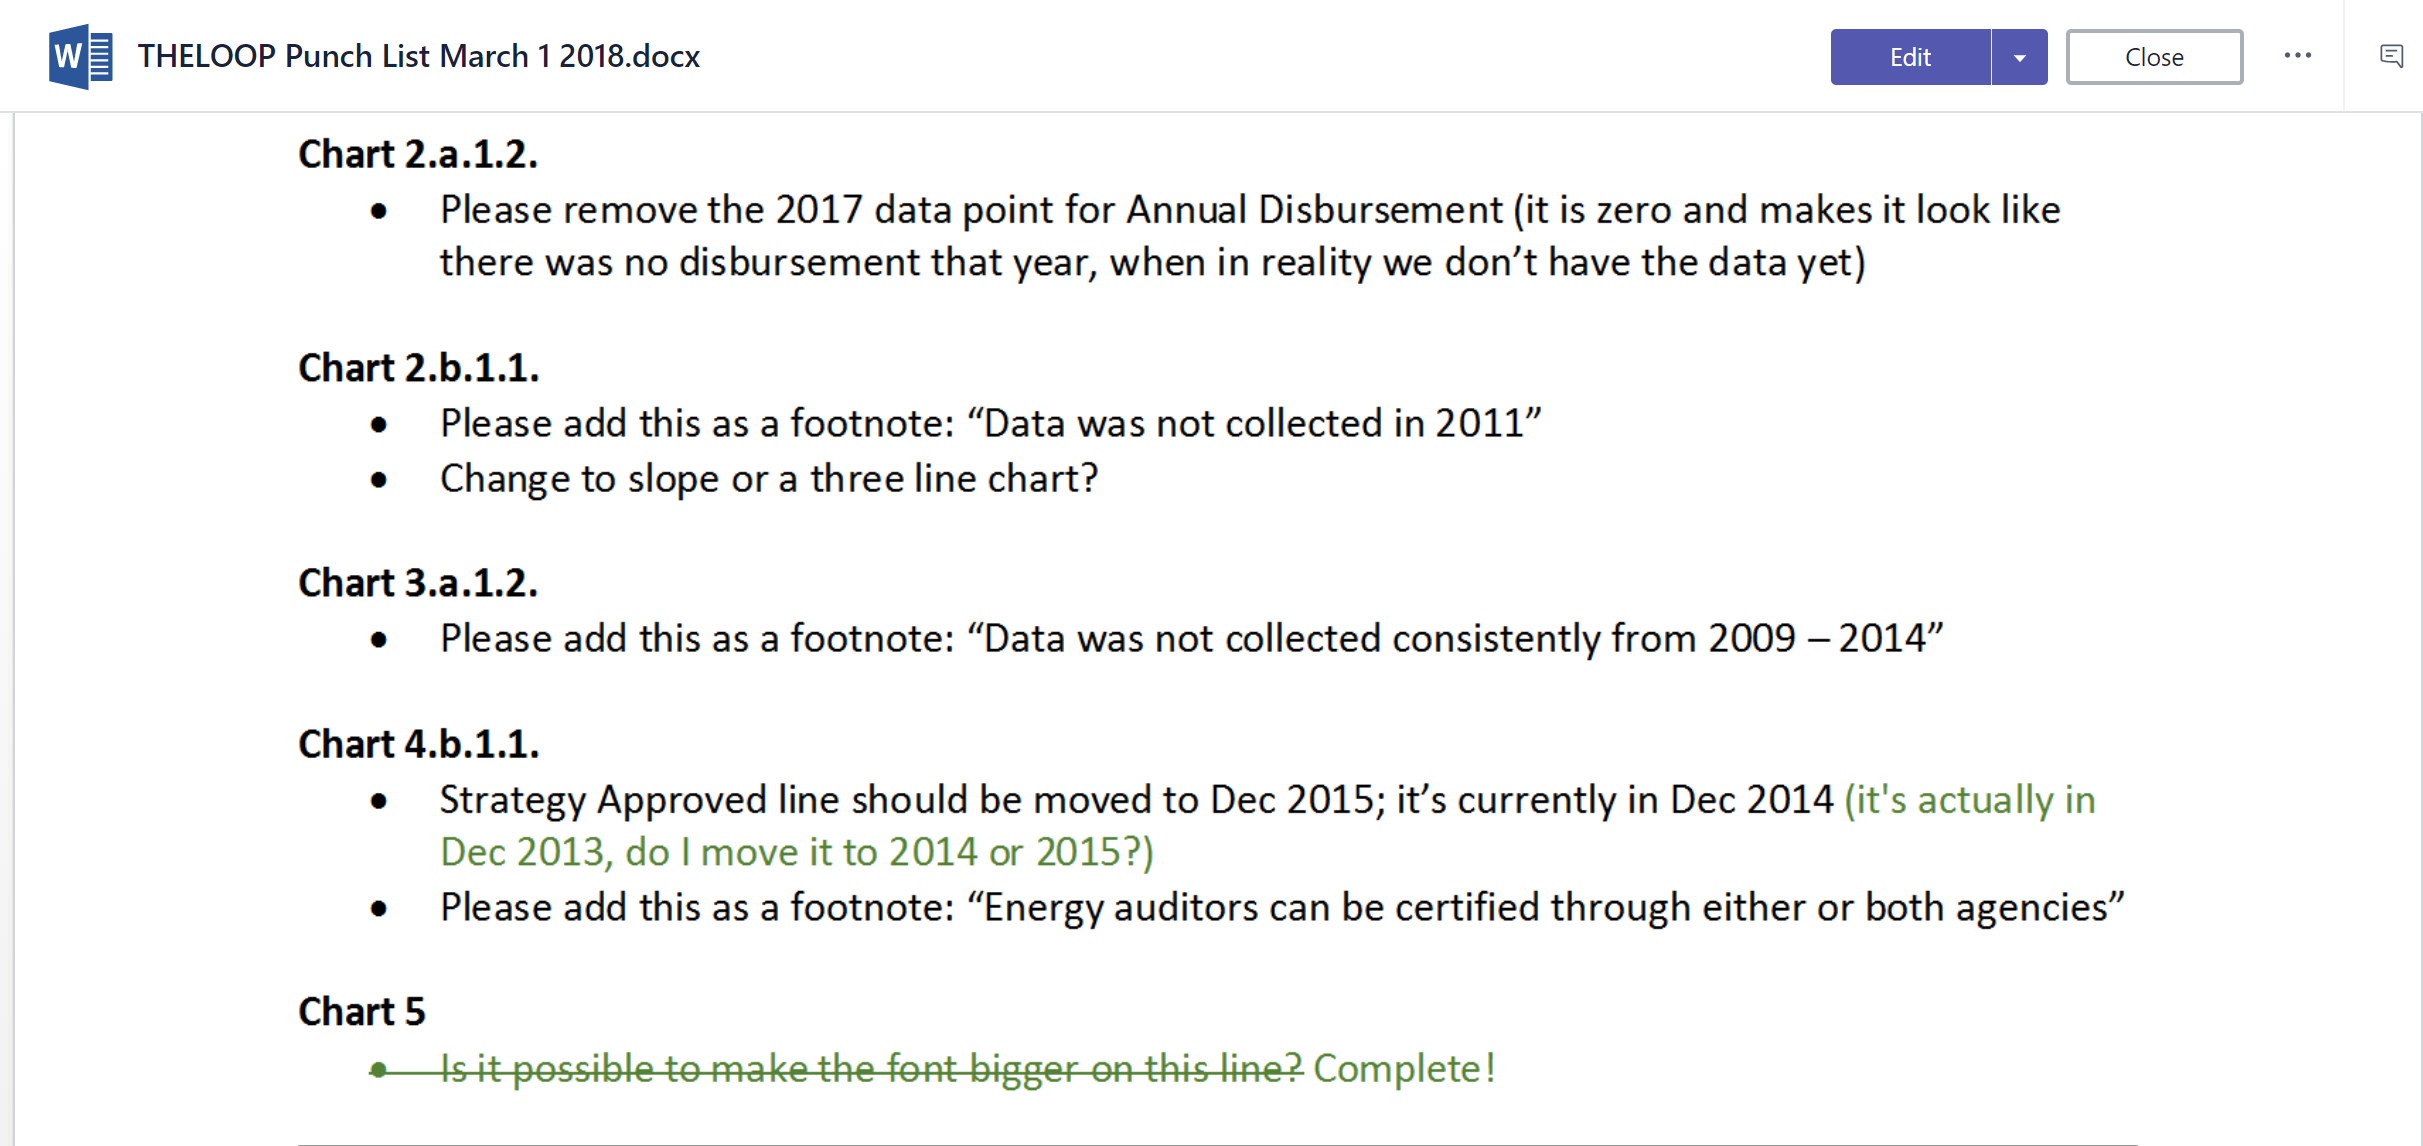 W THELOOP Punch List March 1 2018.docx Edit Close ...
Chart 2.a.1.2.
• Please remove the 2017 data point for Annual Disbursement (it is zero and makes it look like
there was no disbursement that year, when in reality we don’t have the data yet)
Chart 2.b.1.1.
• Please add this as a footnote: “Data was not collected in 2011”
• Change to slope or a three line chart?
Chart 3.a.1.2.
• Please add this as a footnote: “Data was not collected consistently from 2009 – 2014”
Chart 4.b.1.1.
• Strategy Approved line should be moved to Dec 2015; it’s currently in Dec 2014 (it's actually in
Dec 2013, do I move it to 2014 or 2015?)
• Please add this as a footnote: “Energy auditors can be certified through either or both agencies”
Chart 5
• Is it possible to make the font bigger on this line? Complete!